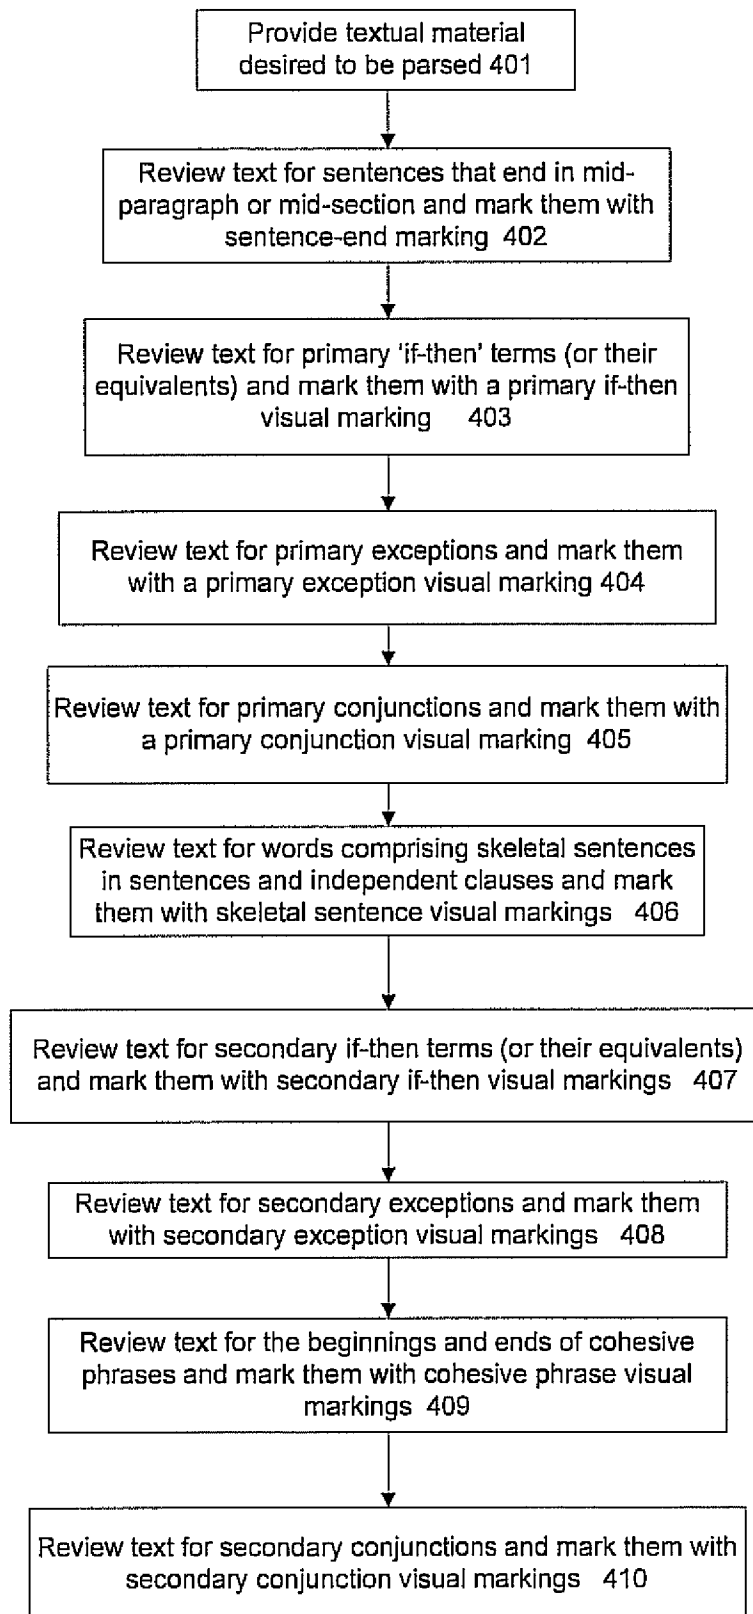 Provide textual material
desired to be parsed 401
Review text for sentences that end in mid-
paragraph or mid-section and mark them with
sentence-end marking 402
Review text for primary 'if-then' terms (or their
equivalents) and mark them with a primary if-then
visual marking 403
Review text for primary exceptions and mark them
with a primary exception visual marking 404
Review text for primary conjunctions and mark them with
a primary conjunction visual marking 405
Review text for words comprising skeletal sentences
in sentences and independent clauses and mark
them with skeletal sentence visual markings 406
Review text for secondary if-then terms (or their equivalents)
and mark them with secondary if-then visual markings 407
Review text for secondary exceptions and mark them
with secondary exception visual markings 408
Review text for the beginnings and ends of cohesive
phrases and mark them with cohesive phrase visual
markings 409
Review text for secondary conjunctions and mark them with
secondary conjunction visual markings 410